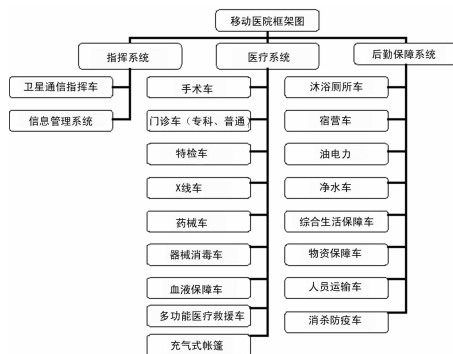 移动医院框架图
指挥系统
医疗系统
后勤保障系统
卫星通信指挥车
信息管理系统
手术车
门诊车（专科、普通）
特检车
X线车
药械车
器械消毒车
血液保障车
多功能医疗救援车
充气式帐篷
沐浴厕所车
宿营车
油电力
净水车
综合生活保障车
物资保障车
人员运输车
消杀防疫车